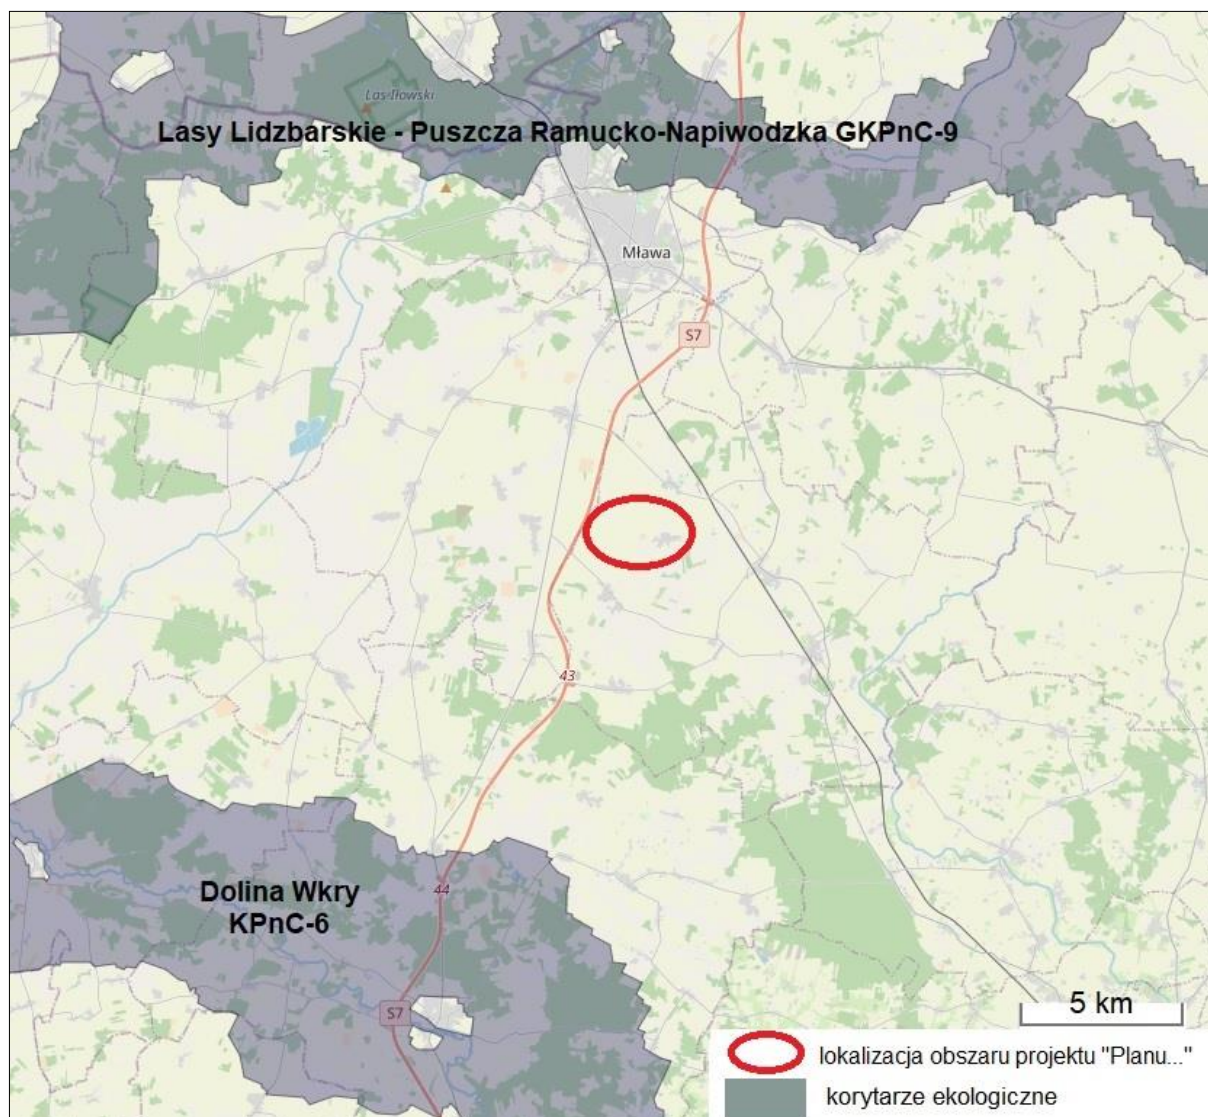 Las Iłowski
Lasy Lidzbarskie - Puszcza Ramucko-Napiwodzka GKPnC-9
Mława
S7
43
Dolina Wkry
KPnC-6
44
S7
5 km
lokalizacja obszaru projektu "Planu..."
korytarze ekologiczne